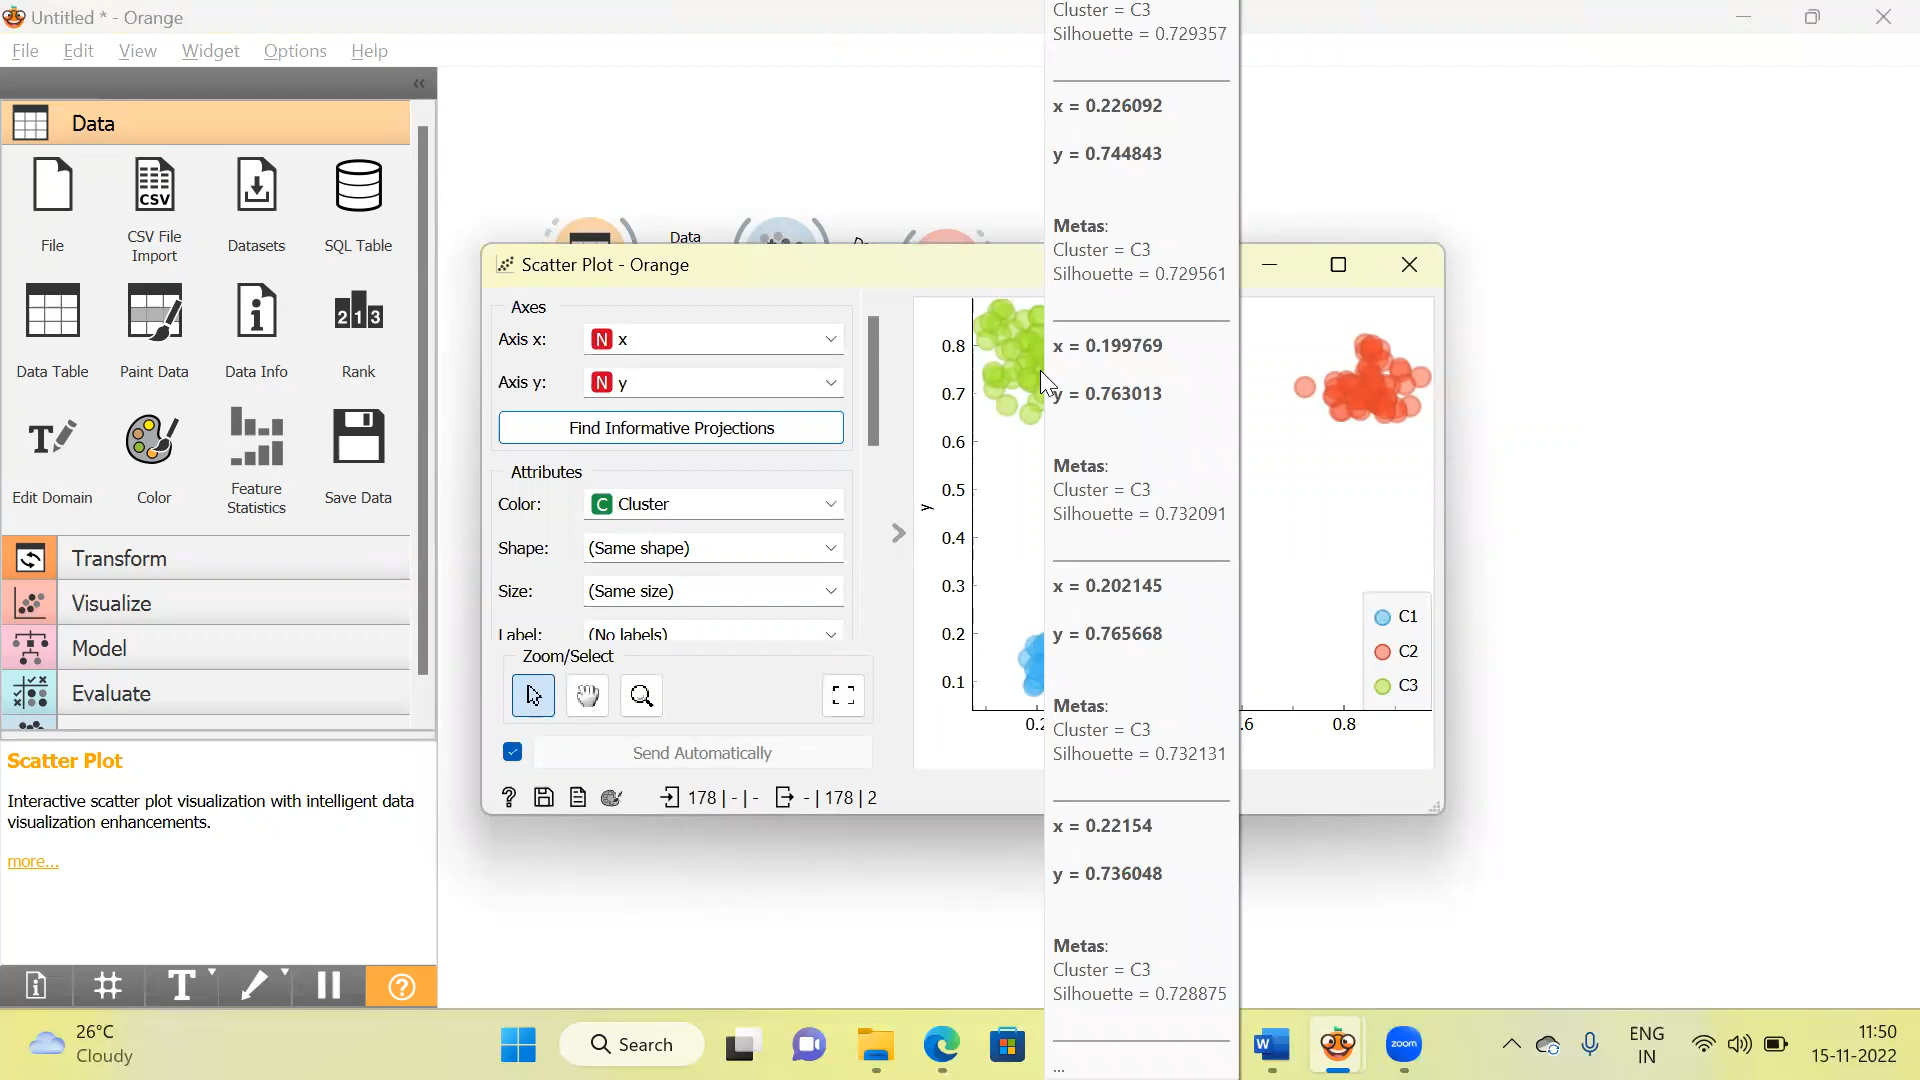 Untitled * - Orange
File Edit View Widget Options Help
Data
File
CSV File Import
Datasets
SQL Table
Data Table
Paint Data
Data Info
Rank
Edit Domain
Color
Feature Statistics
Save Data
Transform
Visualize
Model
Evaluate
Scatter Plot
Interactive scatter plot visualization with intelligent data
visualization enhancements.
more...
Data
Scatter Plot - Orange
Axes
Axis x: N x
Axis y: N y
Find Informative Projections
Attributes
Color: C Cluster
Shape: (Same shape)
Size: (Same size)
Label: (No labels)
Zoom/Select
Send Automatically
178 | - | - - | 178 | 2
y
0.8
0.7
0.6
0.5
0.4
0.3
0.2
0.1
0.2
.6
0.8
C1
C2
C3
Cluster = C3
Silhouette = 0.729357
x = 0.226092
y = 0.744843
Metas:
Cluster = C3
Silhouette = 0.729561
x = 0.199769
y = 0.763013
Metas:
Cluster = C3
Silhouette = 0.732091
x = 0.202145
y = 0.765668
Metas:
Cluster = C3
Silhouette = 0.732131
x = 0.22154
y = 0.736048
Metas:
Cluster = C3
Silhouette = 0.728875
...
26°C
Cloudy
Search
zoom
ENG
IN
11:50
15-11-2022